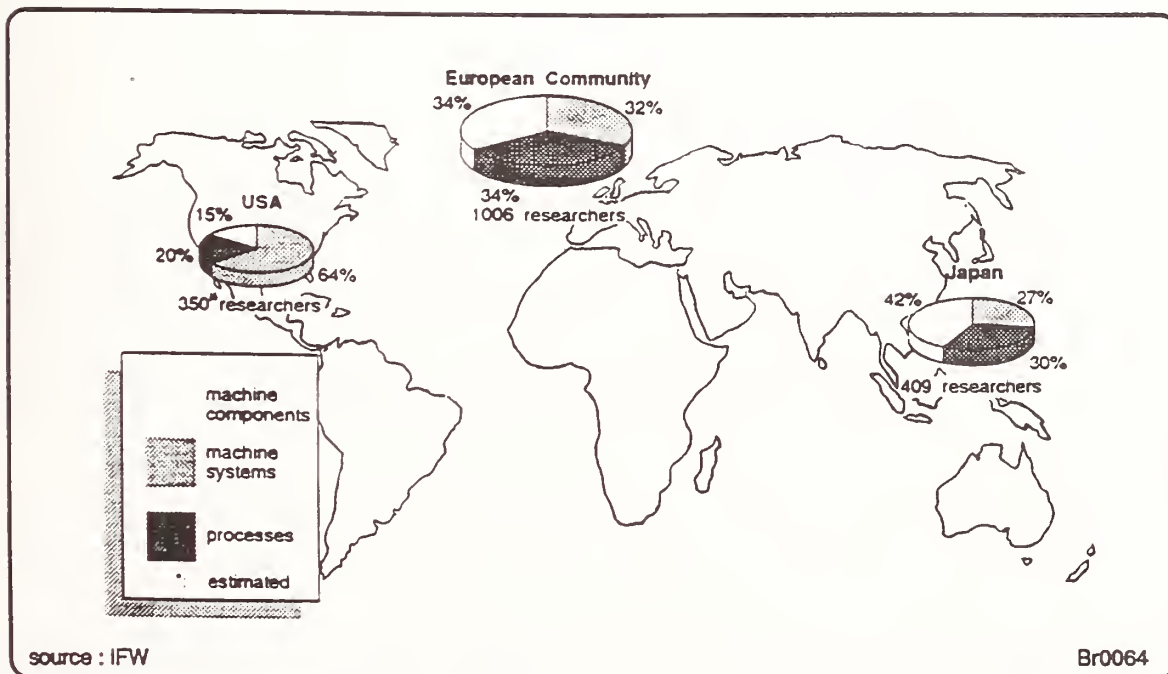 European Community
34%
32%
34%
1006 researchers
USA
15%
20%
64%
350* researchers
Japan
42%
27%
30%
409 researchers
machine
components
machine
systems
processes
* estimated
source : IFW
Br0064